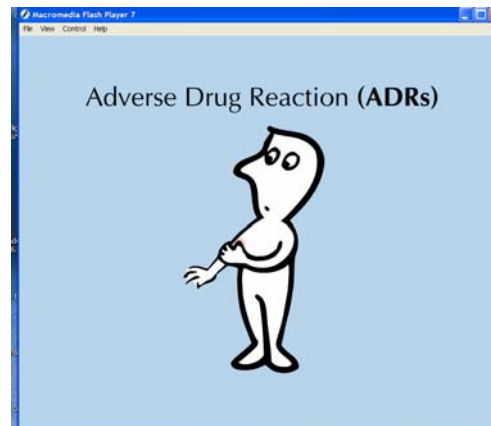 Macromedia Flash Player 7
File View Control Help
Adverse Drug Reaction (ADRs)